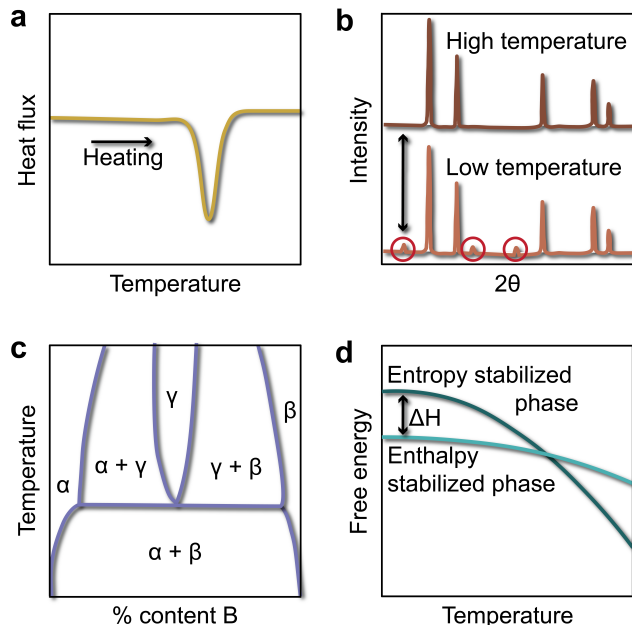 a
Heat flux
Heating
Temperature
b
Intensity
High temperature
Low temperature
2θ
c
Temperature
α
α + γ
γ
γ + β
β
α + β
% content B
d
Free energy
Entropy stabilized
phase
ΔH
Enthalpy
stabilized phase
Temperature